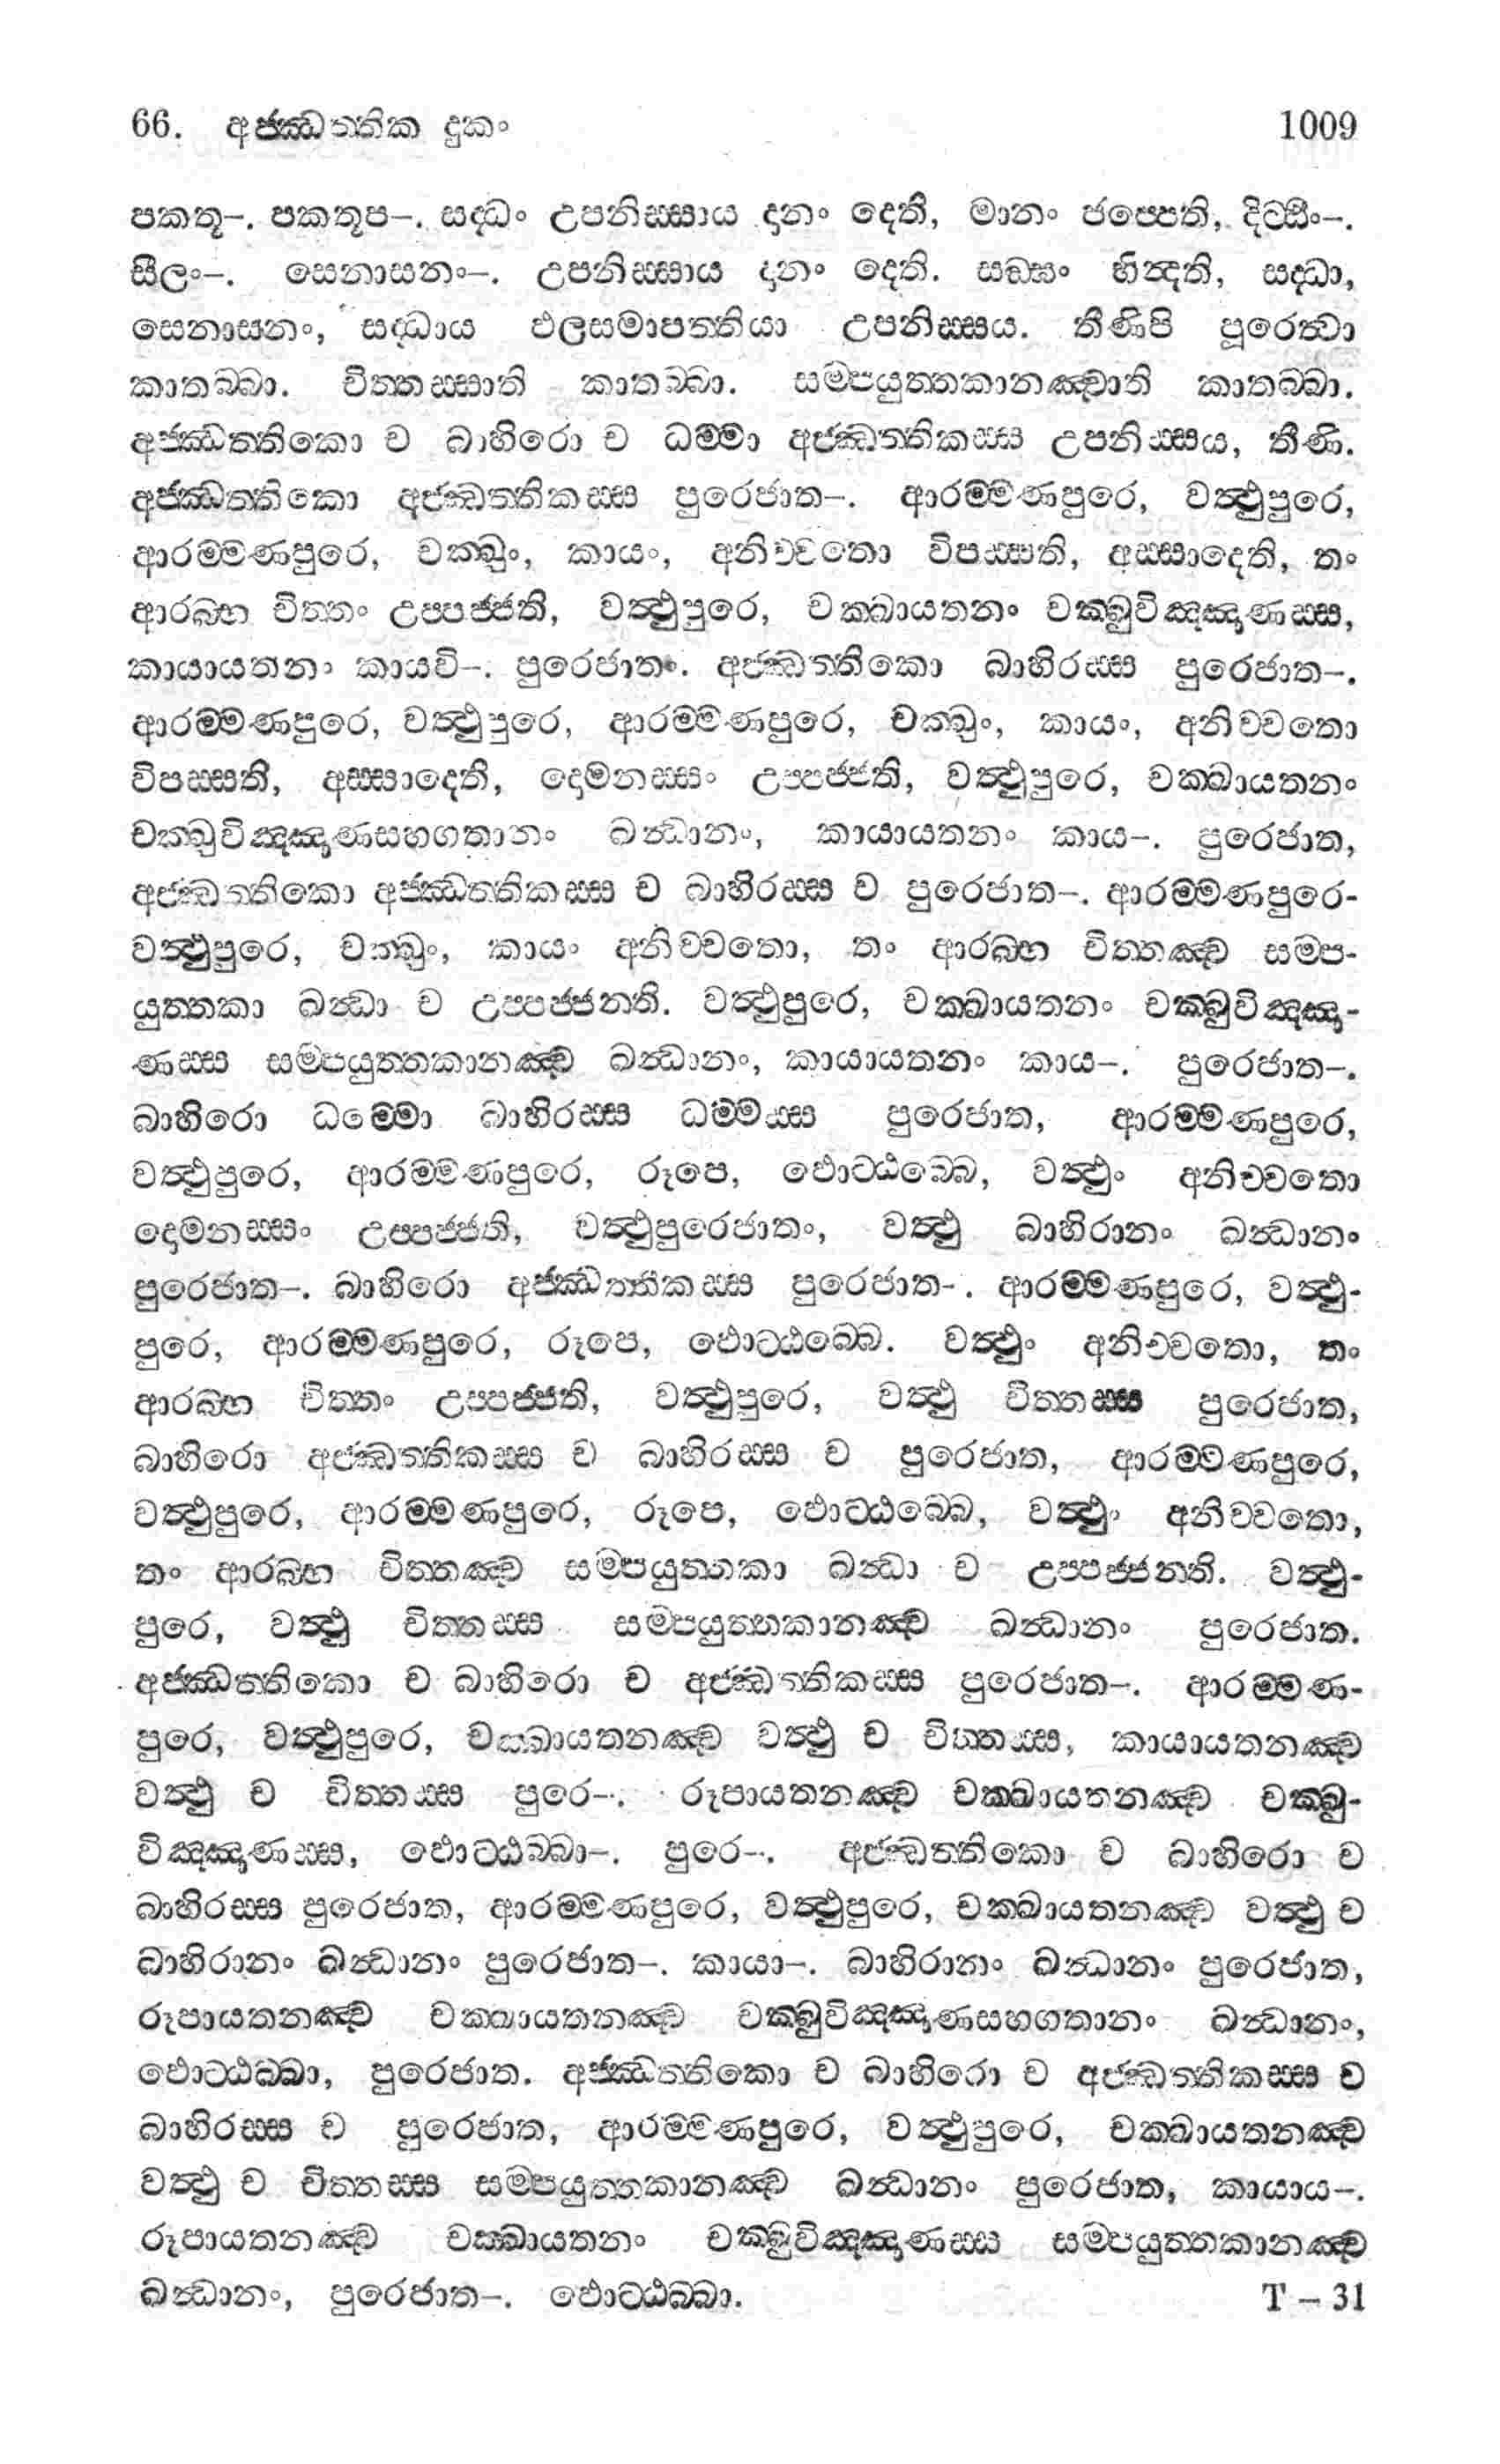 66. අජ්ඣත්තික දුකං 1009
පකතූ–. පකතූප–. සද්ධං උපනිස්සාය දානං දෙති, මානං ජප්පෙති, දිට්ඨිං–.
සීලං–. සෙනාසනං–. උපනිස්සාය දානං දෙති. සඞ්ඝං භින්දති, සද්ධා,
සෙනාසනං, සද්ධාය ඵලසමාපත්තියා උපනිස්සය. තීණිපි පූරෙත්වා
කාතබ්බා. චිත්තස්සාති කාතබ්බා. සම්පයුත්තකානඤ්චාති කාතබ්බා.
අජ්ඣත්තිකො ච බාහිරො ච ධම්මා අජ්ඣත්තිකස්ස උපනිස්සය, තීණි.
අජ්ඣත්තිකො අජ්ඣත්තිකස්ස පුරෙජාත–. ආරම්මණපුරෙ, වත්ථුපුරෙ,
ආරම්මණපුරෙ, චක්ඛුං, කායං, අනිච්චතො විපස්සති, අස්සාදෙති, තං
ආරබ්භ චිත්තං උප්පජ්ජති, වත්ථුපුරෙ, චක්ඛායතනං චක්ඛුවිඤ්ඤණස්ස,
කායායතනං කායවි–. පුරෙජාතං. අජ්ඣත්තිකො බාහිරස්ස පුරෙජාත–.
ආරම්මණපුරෙ, වත්ථුපුරෙ, ආරම්මණපුරෙ, චක්ඛුං, කායං, අනිච්චතො
විපස්සති, අස්සාදෙති, දොමනස්සං උප්පජ්ජති, වත්ථුපුරෙ, චක්ඛායතනං
චක්ඛුවිඤ්ඤණසහගතානං ඛන්ධානං, කායායතනං කාය–. පුරෙජාත,
අජ්ඣත්තිකො අජ්ඣත්තිකස්ස ච බාහිරස්ස ච පුරෙජාත–. ආරම්මණපුරෙ-
වත්ථුපුරෙ, චක්ඛුං, කායං අනිච්චතො, තං ආරබ්භ චිත්තඤ්ච සම්ප-
යුත්තකා ඛන්ධා ච උප්පජ්ජන්ති. වත්ථුපුරෙ, චක්ඛායතනං චක්ඛුවිඤ්ඤ-
ණස්ස සම්පයුත්තකානඤ්ච ඛන්ධානං, කායායතනං කාය–. පුරෙජාත–.
බාහිරො ධම්මො බාහිරස්ස ධම්මස්ස පුරෙජාත, ආරම්මණපුරෙ,
වත්ථුපුරෙ, ආරම්මණපුරෙ, රූපෙ, ඵොට්ඨබ්බෙ, වත්ථුං අනිච්චතො
දොමනස්සං උප්පජ්ජති, වත්ථුපුරෙජාතං, වත්ථු බාහිරානං ඛන්ධානං
පුරෙජාත–. බාහිරො අජ්ඣත්තිකස්ස පුරෙජාත-. ආරම්මණපුරෙ, වත්ථු-
පුරෙ, ආරම්මණපුරෙ, රූපෙ, ඵොට්ඨබ්බෙ. වත්ථුං අනිච්චතො, තං
ආරබ්භ චිත්තං උප්පජ්ජති, වත්ථුපුරෙ, වත්ථු චිත්තස්ස පුරෙජාත,
බාහිරො අජ්ඣත්තිකස්ස ච බාහිරස්ස ච පුරෙජාත, ආරම්මණපුරෙ,
වත්ථුපුරෙ, ආරම්මණපුරෙ, රූපෙ, ඵොට්ඨබ්බෙ, වත්ථුං අනිච්චතො,
තං ආරබ්භ චිත්තඤ්ච සම්පයුත්තකා ඛන්ධා ච උප්පජ්ජන්ති. වත්ථු-
පුරෙ, වත්ථු චිත්තස්ස සම්පයුත්තකානඤ්ච ඛන්ධානං පුරෙජාත.
අජ්ඣත්තිකො ච බාහිරො ච අජ්ඣත්තිකස්ස පුරෙජාත–. ආරම්මණ-
පුරෙ, වත්ථුපුරෙ, චක්ඛායතනඤ්ච වත්ථු ච චිත්තස්ස, කායායතනඤ්ච
වත්ථු ච චිත්තස්ස පුරෙ–. රූපායතනඤ්ච චක්ඛායතනඤ්ච චක්ඛු-
විඤ්ඤණස්ස, ඵොට්ඨබ්බා–. පුරෙ–. අජ්ඣත්තිකො ච බාහිරො ච
බාහිරස්ස පුරෙජාත, ආරම්මණපුරෙ, වත්ථුපුරෙ, චක්ඛායතනඤ්ච වත්ථු ච
බාහිරානං ඛන්ධානං පුරෙජාත–. කායා–. බාහිරානං ඛන්ධානං පුරෙජාත,
රූපායතනඤ්ච චක්ඛායතනඤ්ච චක්ඛුවිඤ්ඤණසහගතානං ඛන්ධානං,
ඵොට්ඨබ්බා, පුරෙජාත. අජ්ඣත්තිකො ච බාහිරො ච අජ්ඣත්තිකස්ස ච
බාහිරස්ස ච පුරෙජාත, ආරම්මණපුරෙ, වත්ථුපුරෙ, චක්ඛායතනඤ්ච
වත්ථු ච චිත්තස්ස සම්පයුත්තකානඤ්ච ඛන්ධානං පුරෙජාත, කායාය–.
රූපායතනඤ්ච චක්ඛායතනං චක්ඛුවිඤ්ඤණස්ස සම්පයුත්තකානඤ්ච
ඛන්ධානං, පුරෙජාත–. ඵොට්ඨබ්බා. T – 31